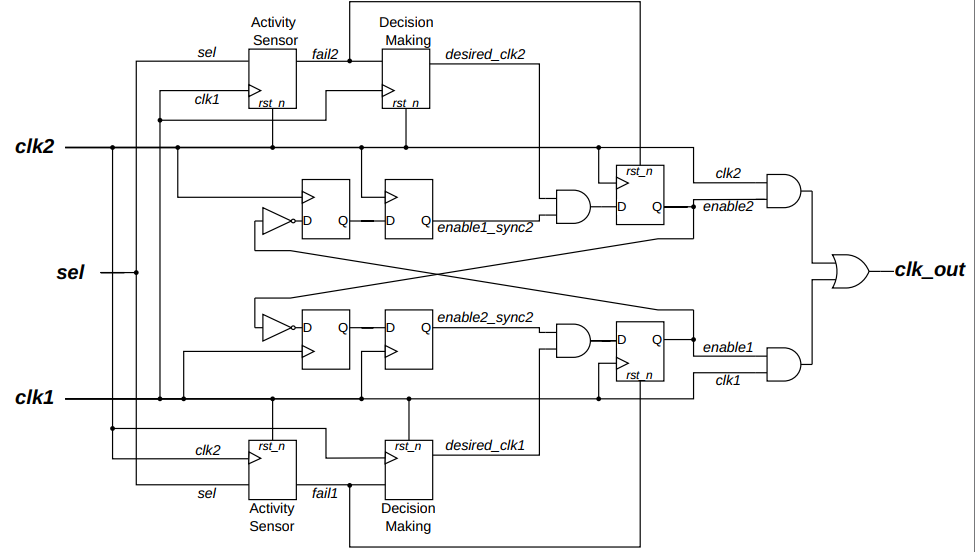 Activity
Sensor
Decision
Making
sel
fail2
desired_clk2
clk1
rst_n
rst_n
clk2
rst_n
clk2
D
Q
D
Q
enable1_sync2
D
Q
enable2
sel
clk_out
D
Q
D
Q
enable2_sync2
D
Q
enable1
clk1
rst_n
clk1
rst_n
rst_n
desired_clk1
clk2
sel
fail1
Activity
Sensor
Decision
Making